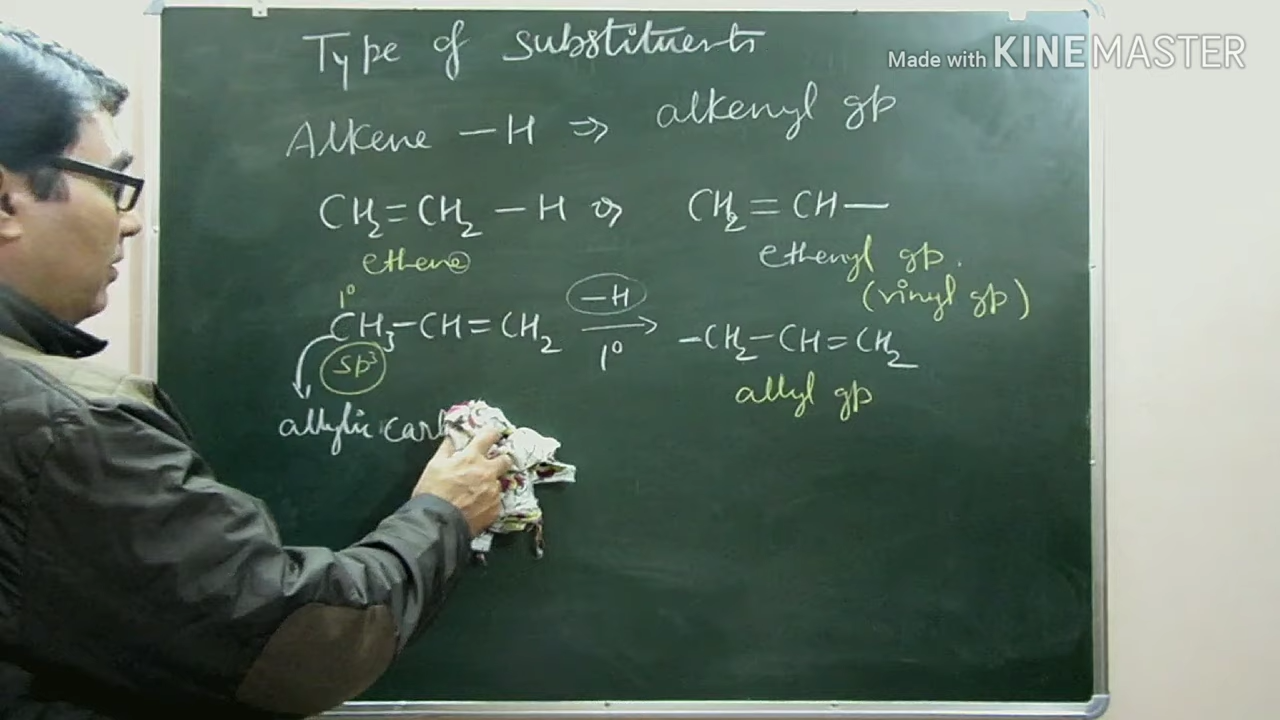 Type of substituents
Made with KINEMASTER
Alkene - H ⇒ alkenyl gp
CH₂=CH₂ - H ⇒ CH₂=CH-
ethene
ethenyl gp.
(vinyl gp)
1°
CH₃-CH=CH₂
-H
1°
-CH₂-CH=CH₂
sp³
allyl gp
allylic